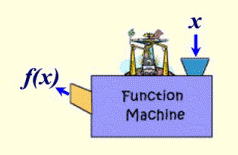 x
f(x)
Function
Machine